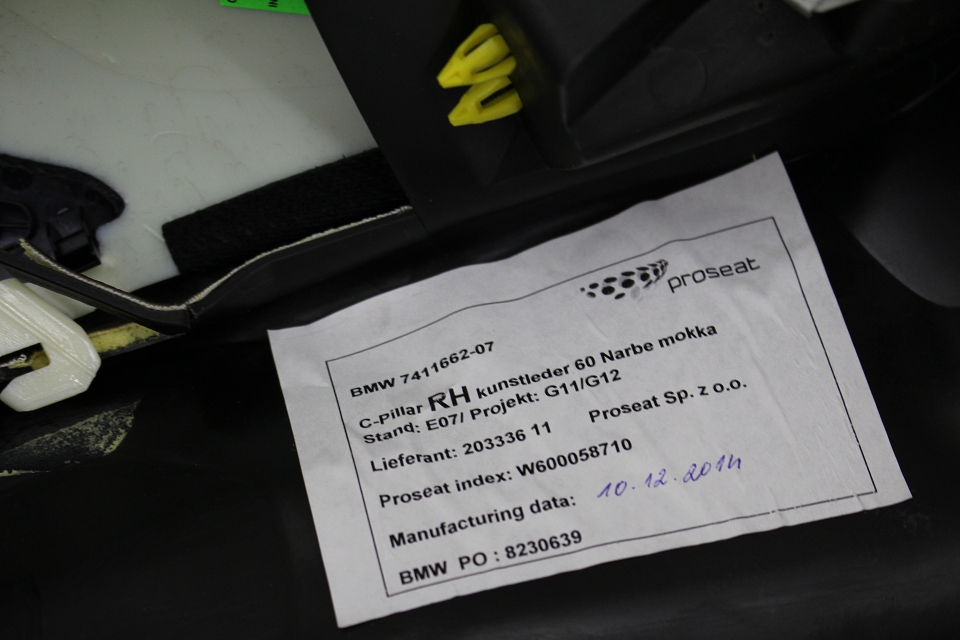 proseat
BMW 7411662-07
C-Pillar RH kunstleder 60 Narbe mokka
Stand: E07/ Projekt: G11/G12
Lieferant: 203336 11 Proseat Sp. z o.o.
Proseat index: W600058710
Manufacturing data: 10.12.2014
BMW PO : 8230639